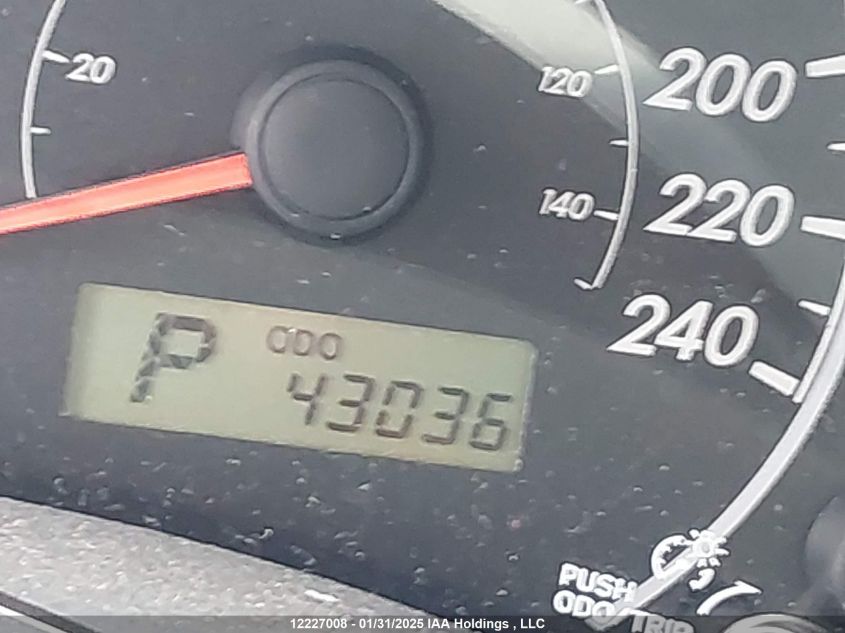 20
120
200
140
220
240
P
ODO
43036
PUSH
ODO/TRIP
12227008 - 01/31/2025 IAA Holdings , LLC